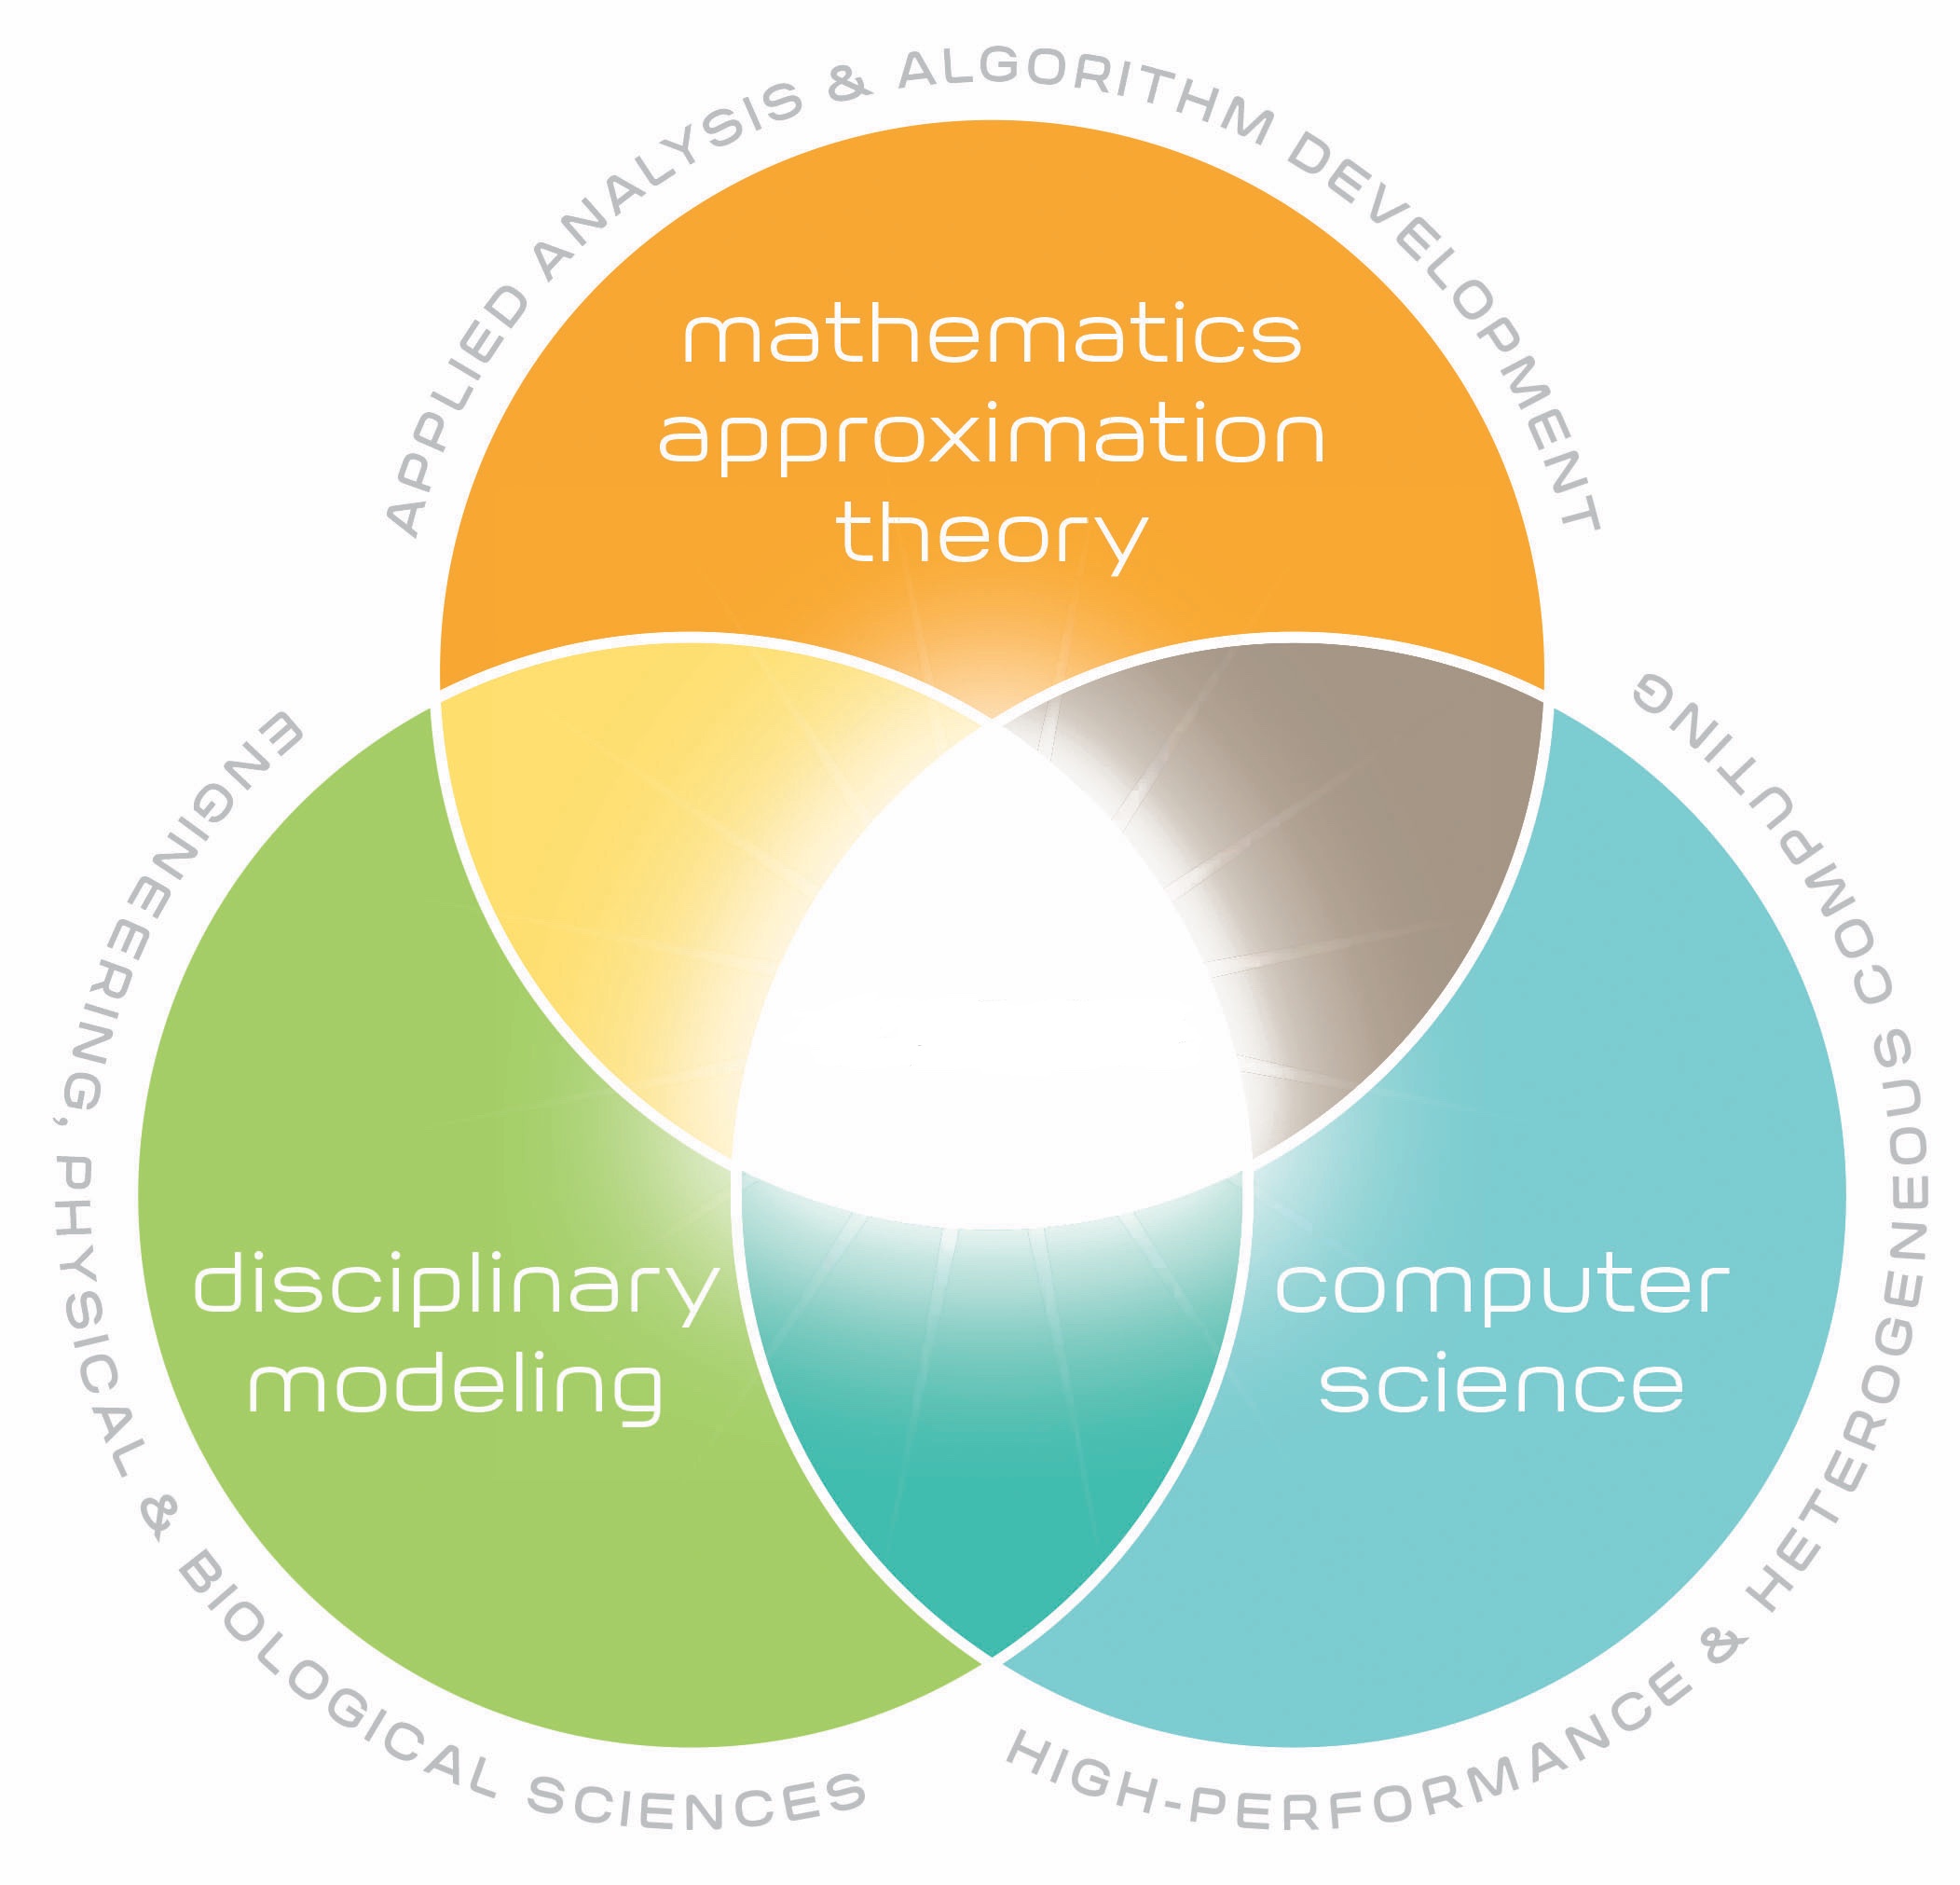 APPLIED ANALYSIS & ALGORITHM DEVELOPMENT
mathematics
approximation
theory
ENGINEERING, PHYSICAL & BIOLOGICAL SCIENCES
disciplinary
modeling
computer
science
HIGH-PERFORMANCE & HETEROGENEOUS COMPUTING